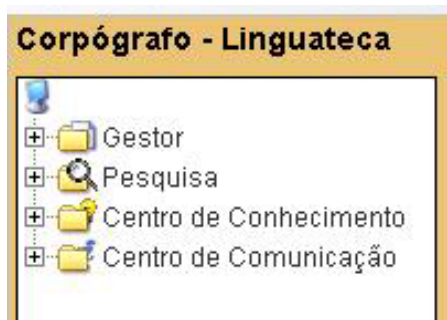 Corpógrafo - Linguateca
Gestor
Pesquisa
Centro de Conhecimento
Centro de Comunicação